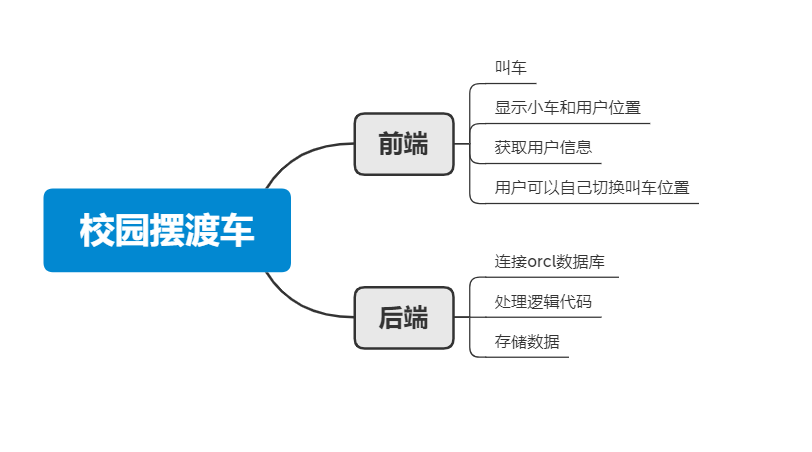 校园摆渡车
前端
叫车
显示小车和用户位置
获取用户信息
用户可以自己切换叫车位置
后端
连接orcl数据库
处理逻辑代码
存储数据